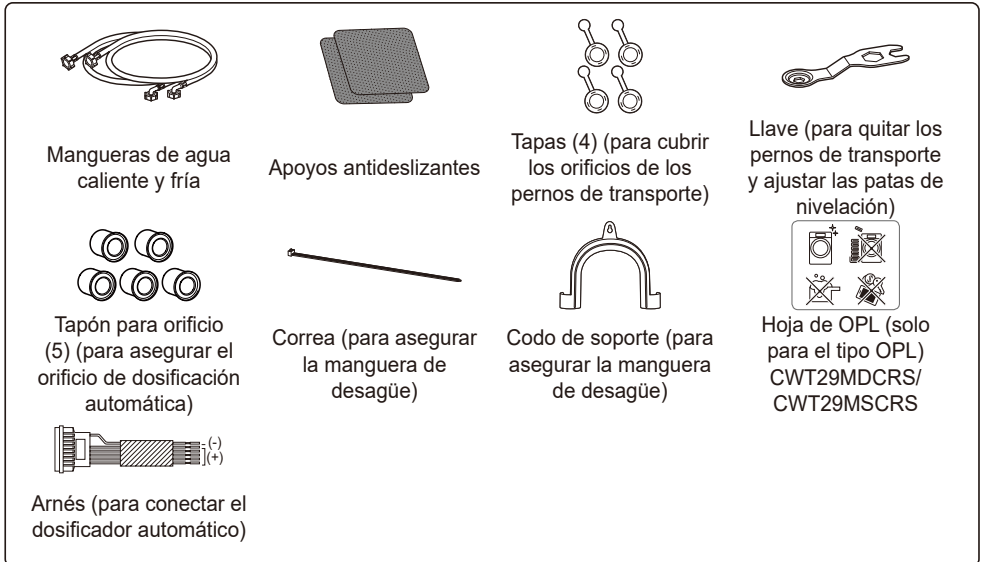 Mangueras de agua
caliente y fría
Apoyos antideslizantes
Tapas (4) (para cubrir
los orificios de los
pernos de transporte)
Llave (para quitar los
pernos de transporte
y ajustar las patas de
nivelación)
Tapón para orificio
(5) (para asegurar el
orificio de dosificación
automática)
Correa (para asegurar
la manguera de
desagüe)
Codo de soporte (para
asegurar la manguera
de desagüe)
Hoja de OPL (solo
para el tipo OPL)
CWT29MDCRS/
CWT29MSCRS
(-)
(+)
Arnés (para conectar el
dosificador automático)